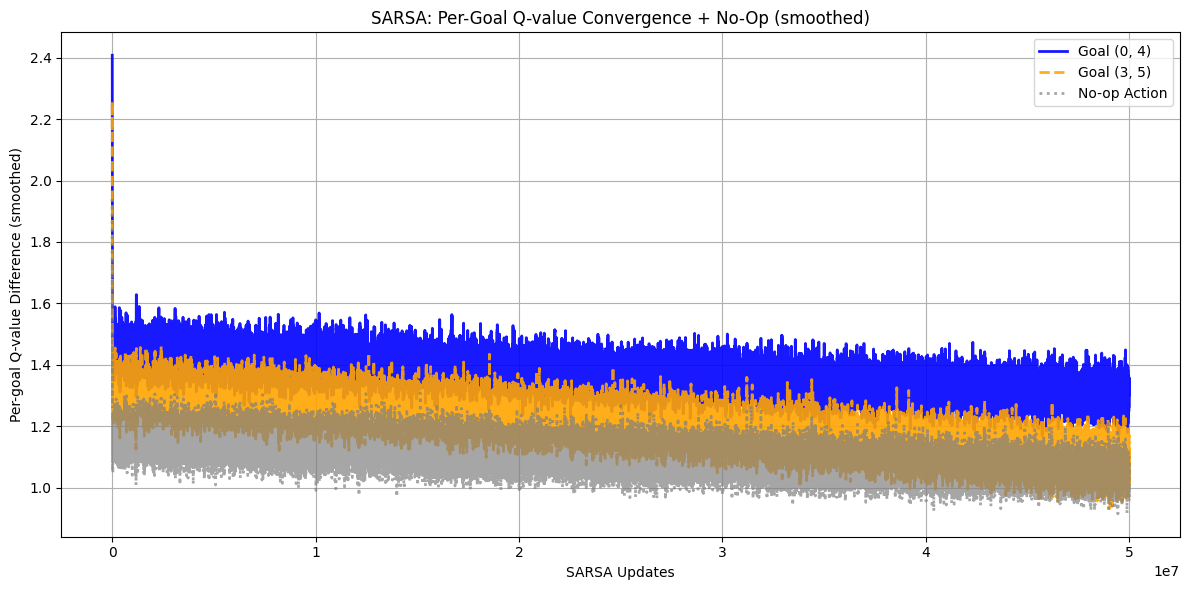 SARSA: Per-Goal Q-value Convergence + No-Op (smoothed)
Goal (0, 4)
Goal (3, 5)
No-op Action
Per-goal Q-value Difference (smoothed)
2.4
2.2
2.0
1.8
1.6
1.4
1.2
1.0
0 1 2 3 4 5
1e7
SARSA Updates